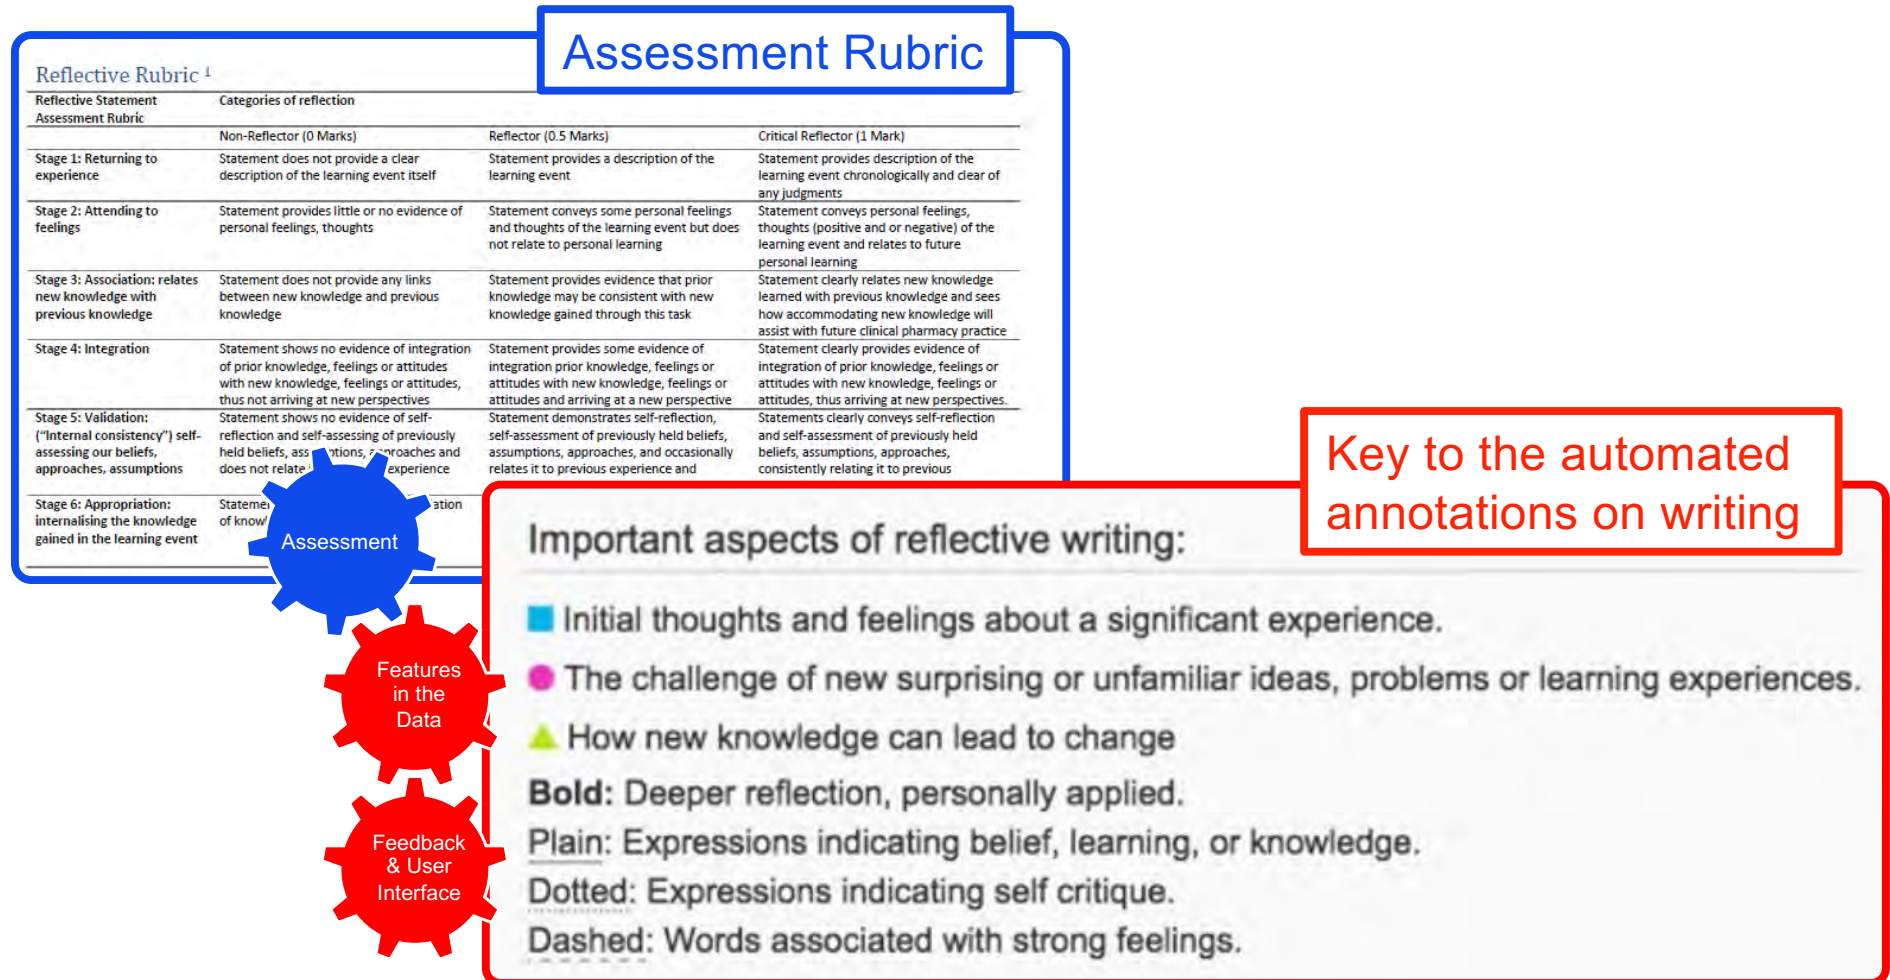 Assessment Rubric
Reflective Rubric 1
Reflective Statement
Assessment Rubric
Categories of reflection
Non-Reflector (0 Marks)
Reflector (0.5 Marks)
Critical Reflector (1 Mark)
Stage 1: Returning to
experience
Statement does not provide a clear
description of the learning event itself
Statement provides a description of the
learning event
Statement provides description of the
learning event chronologically and clear of
any judgments
Stage 2: Attending to
feelings
Statement provides little or no evidence of
personal feelings, thoughts
Statement conveys some personal feelings
and thoughts of the learning event but does
not relate to personal learning
Statement conveys personal feelings,
thoughts (positive and or negative) of the
learning event and relates to future
personal learning
Stage 3: Association: relates
new knowledge with
previous knowledge
Statement does not provide any links
between new knowledge and previous
knowledge
Statement provides evidence that prior
knowledge may be consistent with new
knowledge gained through this task
Statement clearly relates new knowledge
learned with previous knowledge and sees
how accommodating new knowledge will
assist with future clinical pharmacy practice
Stage 4: Integration
Statement shows no evidence of integration
of prior knowledge, feelings or attitudes
with new knowledge, feelings or attitudes,
thus not arriving at new perspectives
Statement provides some evidence of
integration prior knowledge, feelings or
attitudes with new knowledge, feelings or
attitudes and arriving at a new perspective
Statement clearly provides evidence of
integration of prior knowledge, feelings or
attitudes with new knowledge, feelings or
attitudes, thus arriving at new perspectives.
Stage 5: Validation:
("Internal consistency") self-
assessing our beliefs,
approaches, assumptions
Statement shows no evidence of self-
reflection and self-assessing of previously
held beliefs, approaches and
does not relate experience
Statement demonstrates self-reflection,
self-assessment of previously held beliefs,
assumptions, approaches, and occasionally
relates it to previous experience and
Statements clearly conveys self-reflection
and self-assessment of previously held
beliefs, assumptions, approaches,
consistently relating it to previous
Stage 6: Appropriation:
internalising the knowledge
gained in the learning event
of
Assessment
Features
in the
Data
Feedback
& User
Interface
Key to the automated
annotations on writing
Important aspects of reflective writing:
Initial thoughts and feelings about a significant experience.
The challenge of new surprising or unfamiliar ideas, problems or learning experiences.
How new knowledge can lead to change
Bold: Deeper reflection, personally applied.
Plain: Expressions indicating belief, learning, or knowledge.
Dotted: Expressions indicating self critique.
Dashed: Words associated with strong feelings.